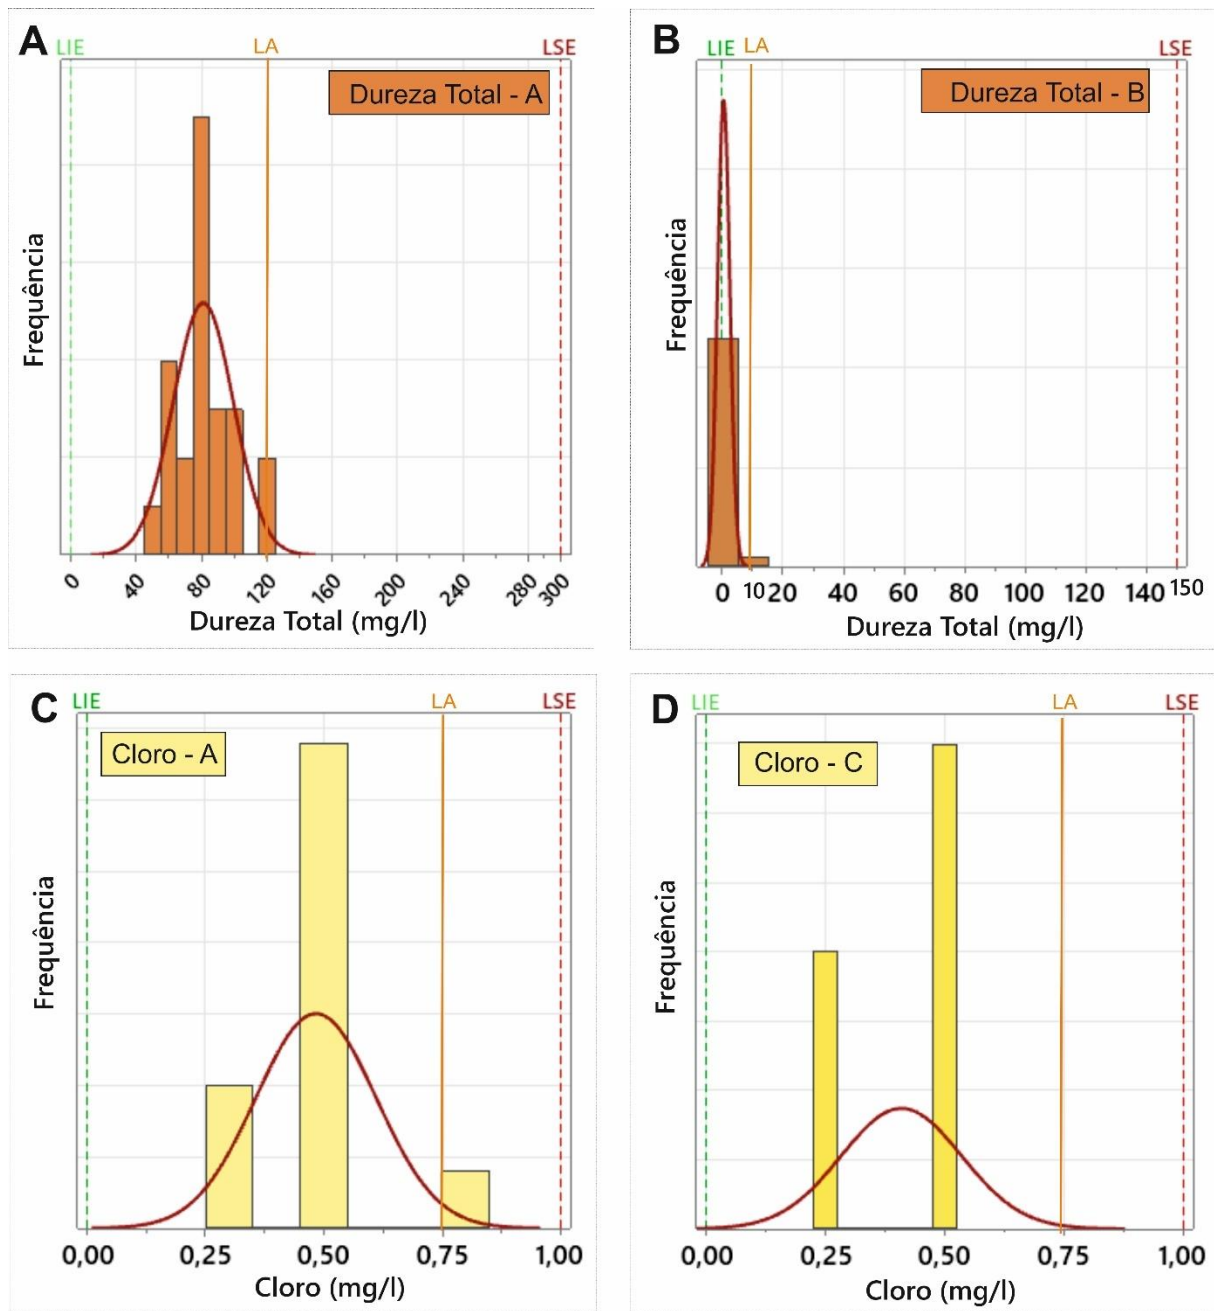 A
LIE
LA
LSE
Dureza Total - A
Frequência
0 40 80 120 160 200 240 280 300
Dureza Total (mg/l)
B
LIE
LA
LSE
Dureza Total - B
Frequência
0 10 20 40 60 80 100 120 140 150
Dureza Total (mg/l)
C
LIE
LA
LSE
Cloro - A
Frequência
0,00 0,25 0,50 0,75 1,00
Cloro (mg/l)
D
LIE
LA
LSE
Cloro - C
Frequência
0,00 0,25 0,50 0,75 1,00
Cloro (mg/l)